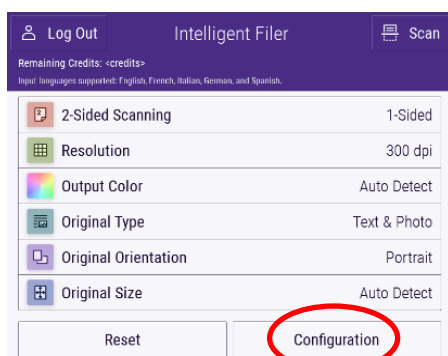 Log Out
Intelligent Filer
Scan
Remaining Credits: <credits>
Input languages supported: English, French, Italian, German, and Spanish.
2-Sided Scanning 1-Sided
Resolution 300 dpi
Output Color Auto Detect
Original Type Text & Photo
Original Orientation Portrait
Original Size Auto Detect
Reset Configuration